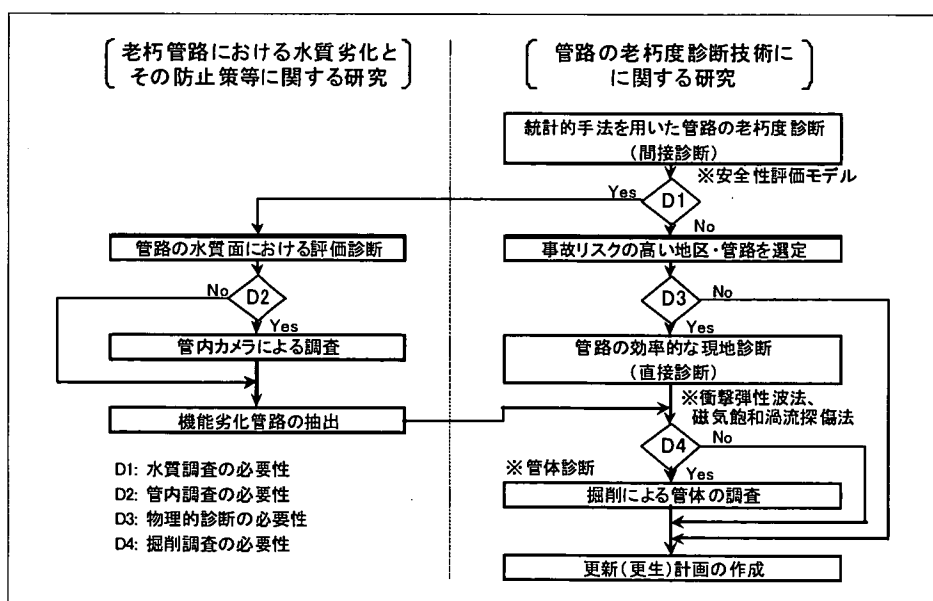 老朽管路における水質劣化と
その防止策等に関する研究
管路の老朽度診断技術に
に関する研究
統計的手法を用いた管路の老朽度診断
(間接診断)
※安全性評価モデル
Yes
D1
No
管路の水質面における評価診断
事故リスクの高い地区・管路を選定
No
D2
Yes
D3
No
Yes
管内カメラによる調査
管路の効率的な現地診断
(直接診断)
※衝撃弾性波法、
磁気飽和渦流探傷法
機能劣化管路の抽出
D4
No
Yes
※管体診断
掘削による管体の調査
D1: 水質調査の必要性
D2: 管内調査の必要性
D3: 物理的診断の必要性
D4: 掘削調査の必要性
更新(更生)計画の作成